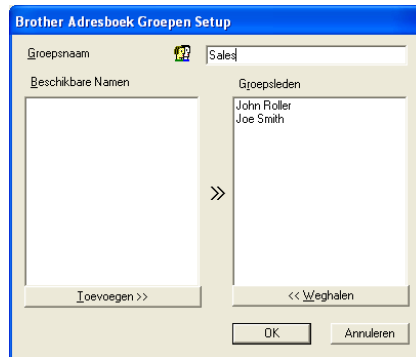 Brother Adresboek Groepen Setup
Groepsnaam
Sales
Beschikbare Namen
Groepsleden
John Roller
Joe Smith
>>
Toevoegen >>
<< Weghalen
OK
Annuleren